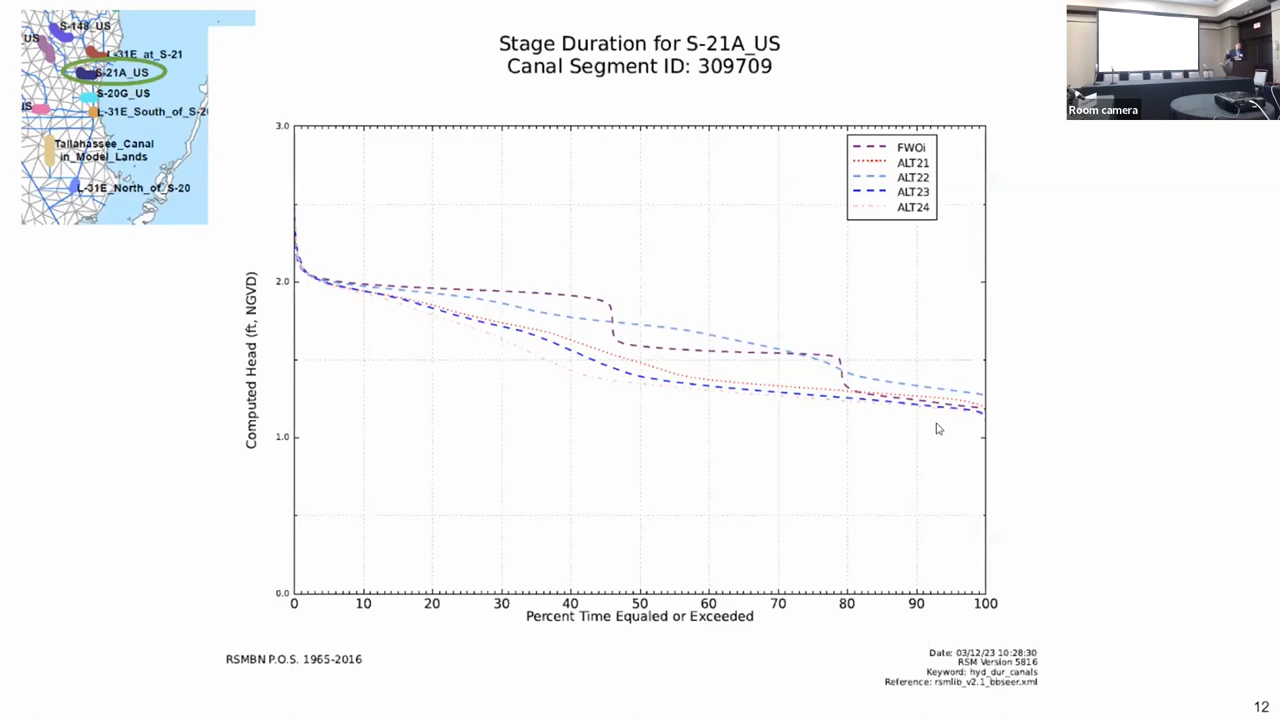 S-148_US
US
L-31E_at_S-21
S-21A_US
S-20G_US
L-31E_South_of_S-20
Tallahassee_Canal
in_Model_Lands
L-31E_North_of_S-20
Room camera
Stage Duration for S-21A_US
Canal Segment ID: 309709
FWOi
ALT21
ALT22
ALT23
ALT24
Computed Head (ft, NGVD)
3.0
2.0
1.0
0.0
0 10 20 30 40 50 60 70 80 90 100
Percent Time Equaled or Exceeded
RSMBN P.O.S. 1965-2016
Date: 03/12/23 10:28:30
RSM Version 5816
Keyword: hyd_dur_canals
Reference: rsmlib_v2.1_bbseer.xml
12